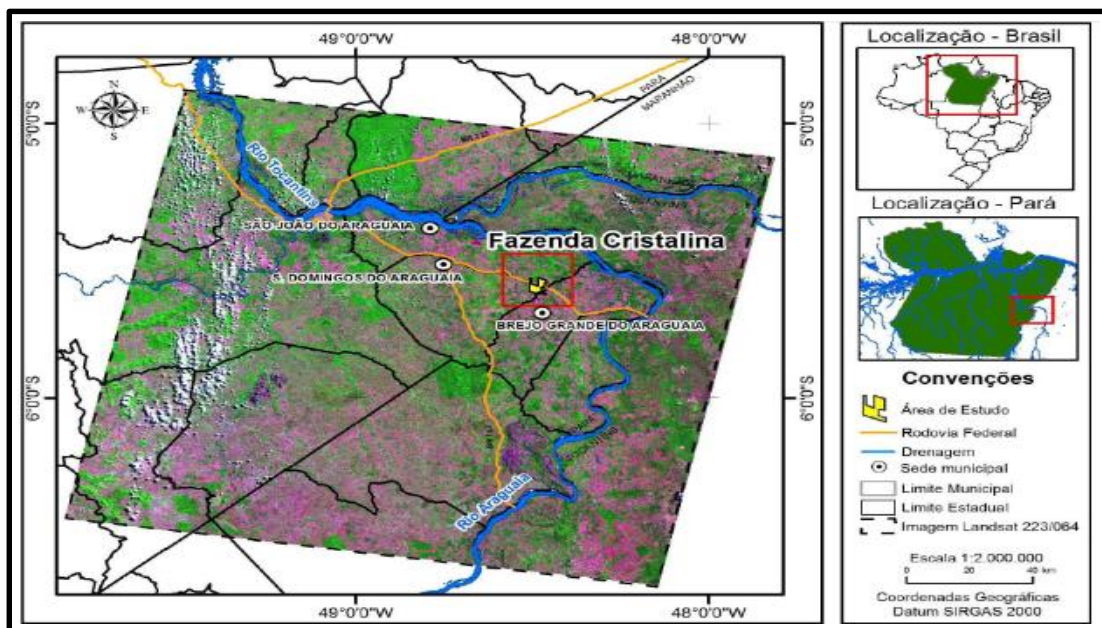 49°0'0"W
48°0'0"W
N
W
E
S
5°0'0"S
5°0'0"S
6°0'0"S
6°0'0"S
PARÁ
MARANHÃO
Rio Tocantins
SÃO JOÃO DO ARAGUAIA
Fazenda Cristalina
S. DOMINGOS DO ARAGUAIA
BREJO GRANDE DO ARAGUAIA
Rio Araguaia
49°0'0"W
48°0'0"W
Localização - Brasil
Localização - Pará
Convenções
Área de Estudo
Rodovia Federal
Drenagem
Sede municipal
Limite Municipal
Limite Estadual
Imagem Landsat 223/064
Escala 1:2.000.000
0 20 40 km
Coordenadas Geográficas
Datum SIRGAS 2000